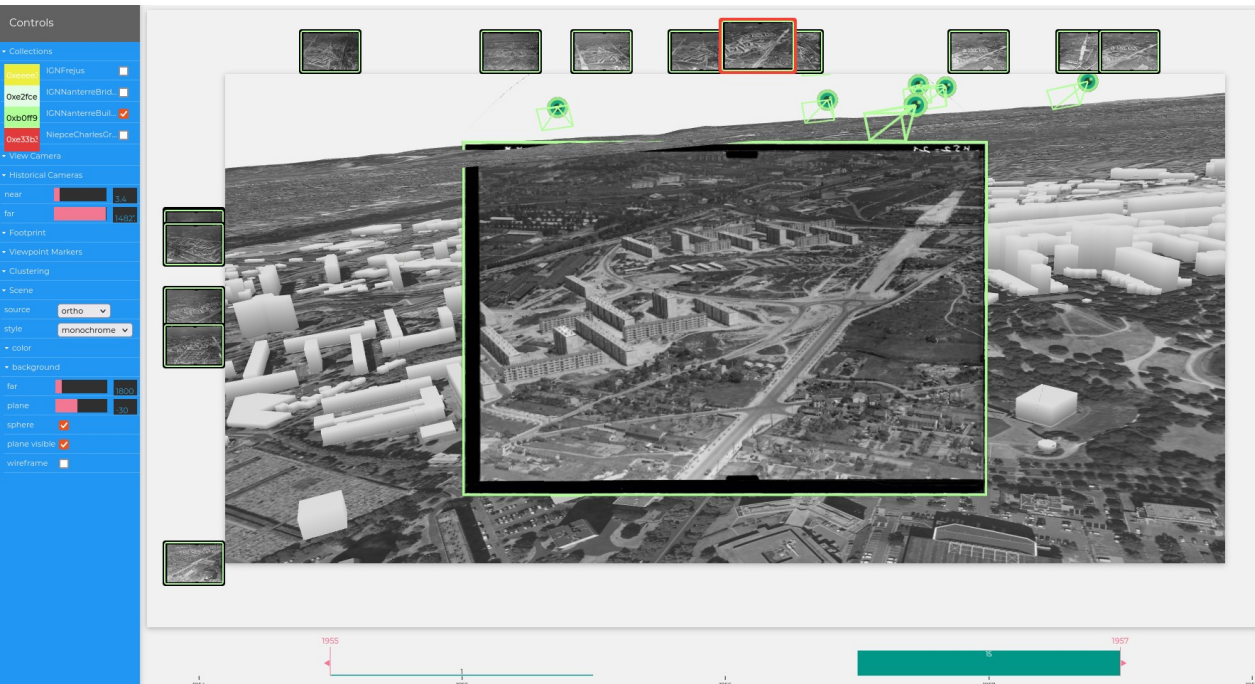 Controls
Collections
IGNFrejus
0xe2fce IGNNanterreBrid...
0xb0ff9 IGNNanterreBuil...
0xe33b2 NiepceCharlesGr...
View Camera
Historical Cameras
near 3.4
far 1482
Footprint
Viewpoint Markers
Clustering
Scene
source ortho
style monochrome
color
background
far 1800
plane -30
sphere
plane visible
wireframe
1955
1957
1
15